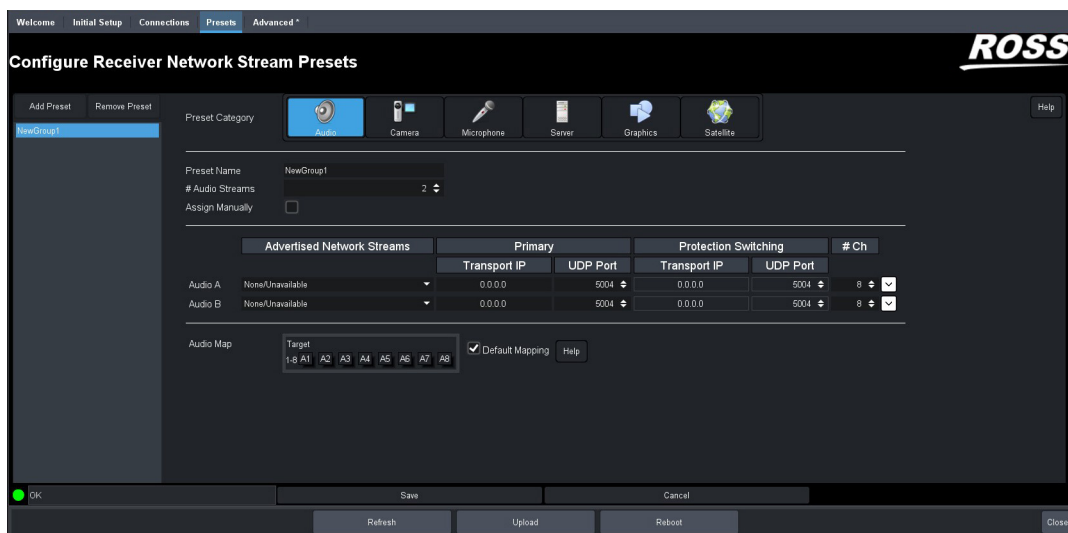 Welcome Initial Setup Connections Presets Advanced *
ROSS
Configure Receiver Network Stream Presets
Add Preset Remove Preset
NewGroup1
Preset Category
Audio Camera Microphone Server Graphics Satellite
Help
Preset Name NewGroup1
# Audio Streams 2
Assign Manually
Advertised Network Streams Primary Protection Switching # Ch
Transport IP UDP Port Transport IP UDP Port
Audio A None/Unavailable 0.0.0.0 5004 0.0.0.0 5004 8
Audio B None/Unavailable 0.0.0.0 5004 0.0.0.0 5004 8
Audio Map
Target
1-8 A1 A2 A3 A4 A5 A6 A7 A8
Default Mapping Help
OK Save Cancel
Refresh Upload Reboot Close